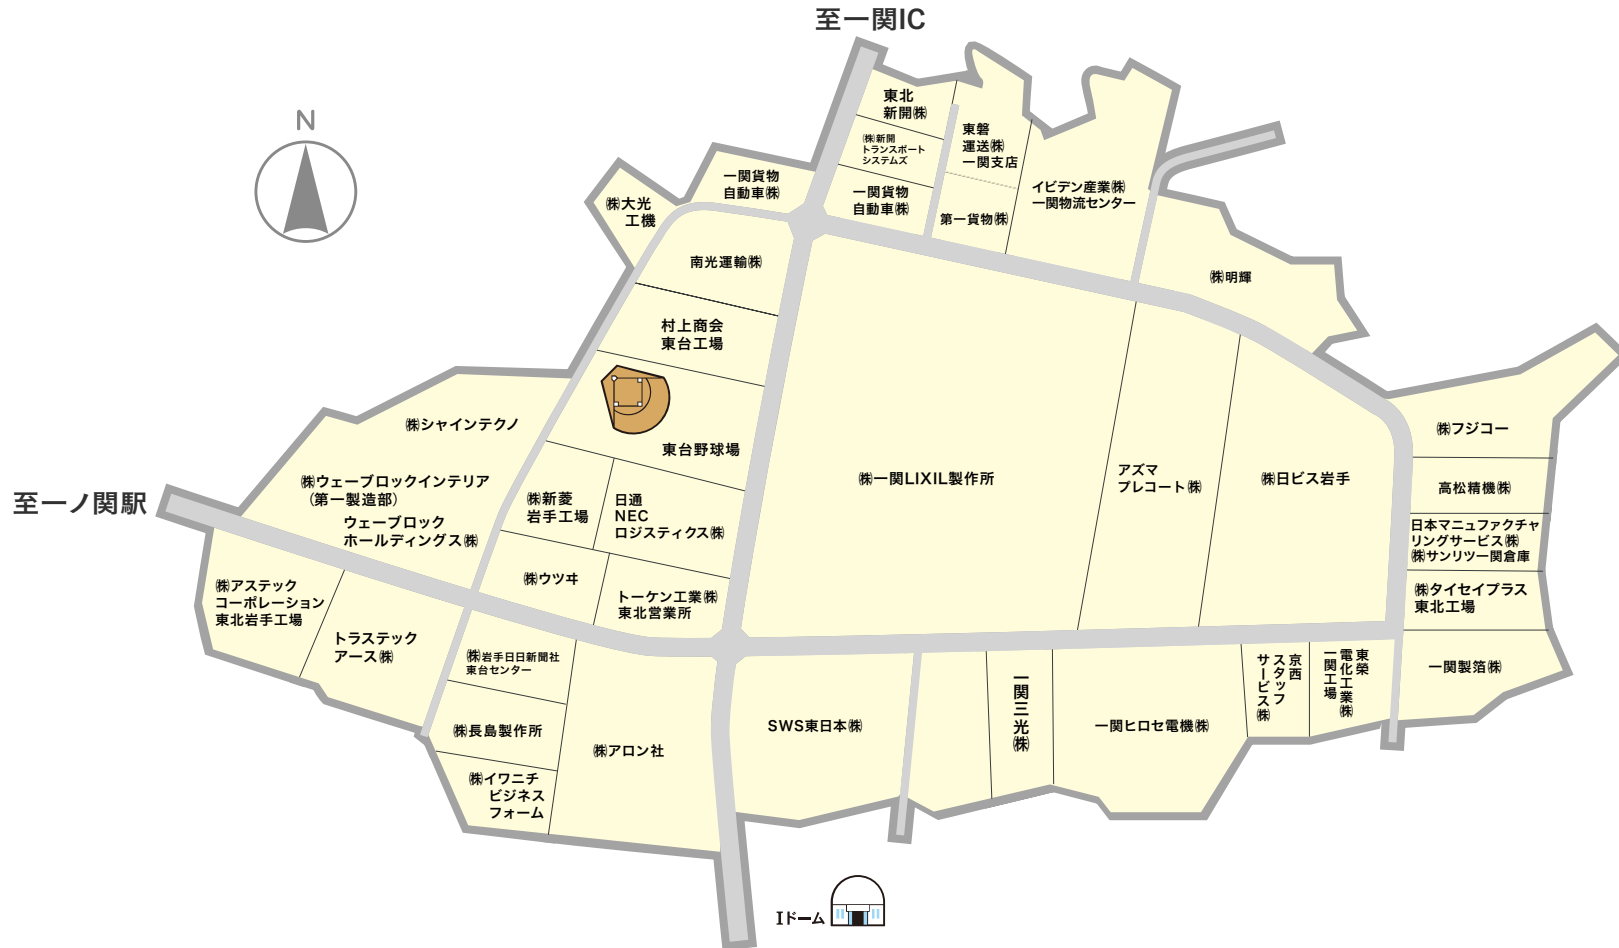 至一関IC
N
東北
新開㈱
㈱新開
トランスポート
システムズ
一関貨物
自動車㈱
東磐
運送㈱
一関支店
第一貨物㈱
イビデン産業㈱
一関物流センター
㈱明輝
一関貨物
自動車㈱
㈱大光
工機
南光運輸㈱
村上商会
東台工場
東台野球場
㈱シャインテクノ
㈱ウェーブロックインテリア
（第一製造部）
ウェーブロック
ホールディングス㈱
至一ノ関駅
㈱新菱
岩手工場
日通
NEC
ロジスティクス㈱
㈱ウツヰ
トーケン工業㈱
東北営業所
㈱アステック
コーポレーション
東北岩手工場
トラステック
アース㈱
㈱岩手日日新聞社
東台センター
㈱長島製作所
㈱イワニチ
ビジネス
フォーム
㈱アロン社
㈱一関LIXIL製作所
アズマ
プレコート㈱
㈱日ビス岩手
㈱フジコー
高松精機㈱
日本マニュファクチャ
リングサービス㈱
㈱サンリツ一関倉庫
㈱タイセイプラス
東北工場
一関製箔㈱
SWS東日本㈱
一関三光㈱
一関ヒロセ電機㈱
京西
スタッフ
サービス㈱
東榮
電化工業㈱
一関工場
Iドーム